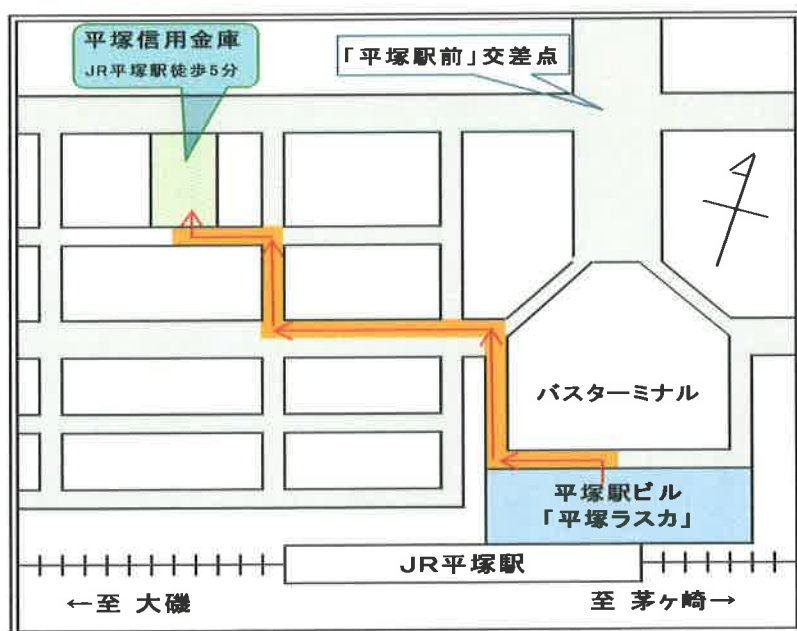 平塚信用金庫
JR平塚駅徒歩5分
「平塚駅前」交差点
バスターミナル
平塚駅ビル
「平塚ラスカ」
JR平塚駅
←至 大磯
至 茅ヶ崎→